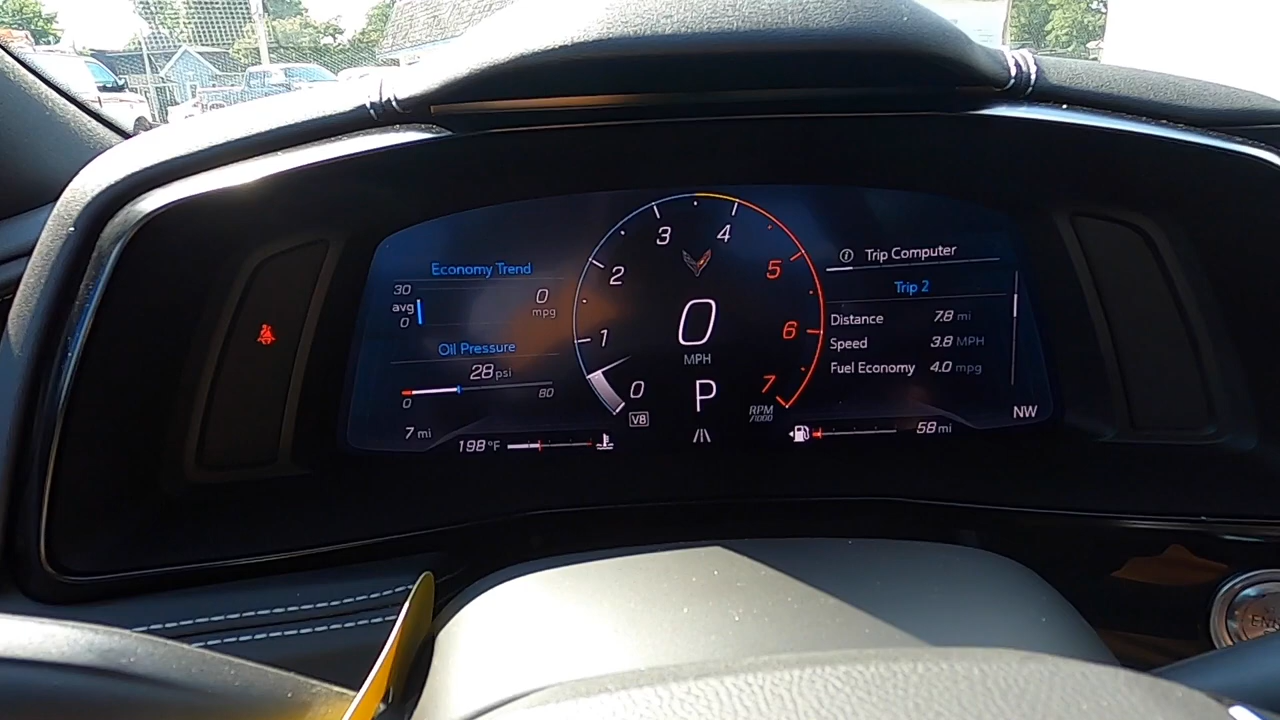 Economy Trend
30
avg
0
0
mpg
Oil Pressure
28 psi
0
80
7 mi
198 °F
0
1
2
3
4
5
6
7
RPM
/1000
V8
0
MPH
P
Trip Computer
Trip 2
Distance 7.8 mi
Speed 3.8 MPH
Fuel Economy 4.0 mpg
NW
58 mi